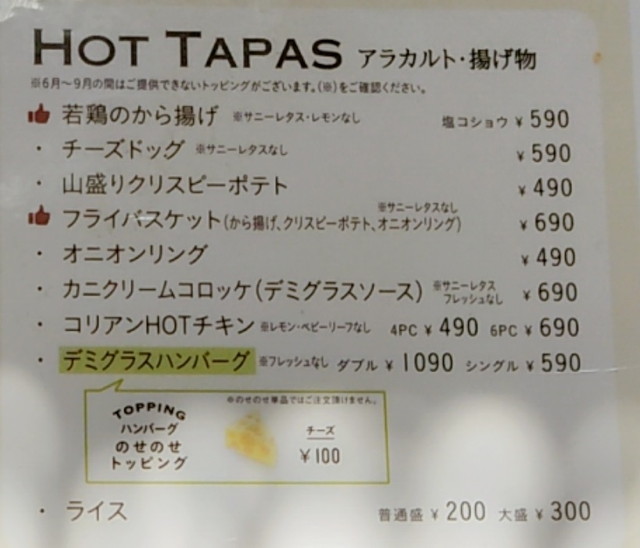 HOT TAPAS アラカルト・揚げ物
※6月〜9月の間はご提供できないトッピングがございます。(※)をご確認ください。
若鶏のから揚げ ※サニーレタス・レモンなし 塩コショウ ¥590
・ チーズドッグ ※サニーレタスなし ¥590
・ 山盛りクリスピーポテト ¥490
※サニーレタスなし
フライバスケット(から揚げ、クリスピーポテト、オニオンリング) ¥690
・ オニオンリング ¥490
・ カニクリームコロッケ(デミグラスソース) ※サニーレタス フレッシュなし ¥690
・ コリアンHOTチキン ※レモン・ベビーリーフなし 4PC ¥490 6PC ¥690
・ デミグラスハンバーグ ※フレッシュなし ダブル ¥1090 シングル ¥590
※のせのせ単品ではご注文頂けません。
TOPPING
ハンバーグ
のせのせ
トッピング
チーズ
¥100
・ ライス 普通盛 ¥200 大盛 ¥300